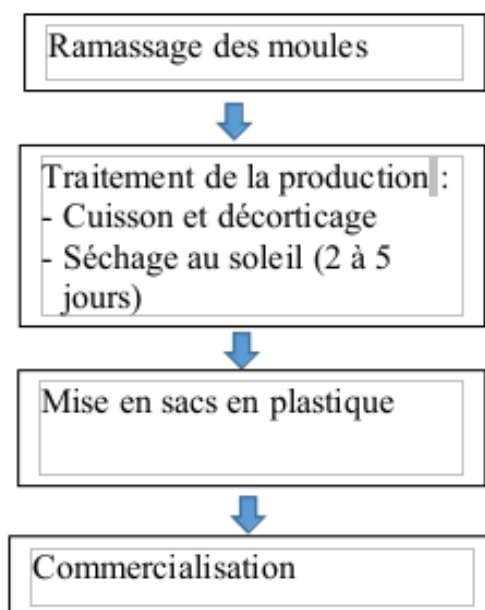 Ramassage des moules
Traitement de la production :
- Cuisson et décorticage
- Séchage au soleil (2 à 5
jours)
Mise en sacs en plastique
Commercialisation